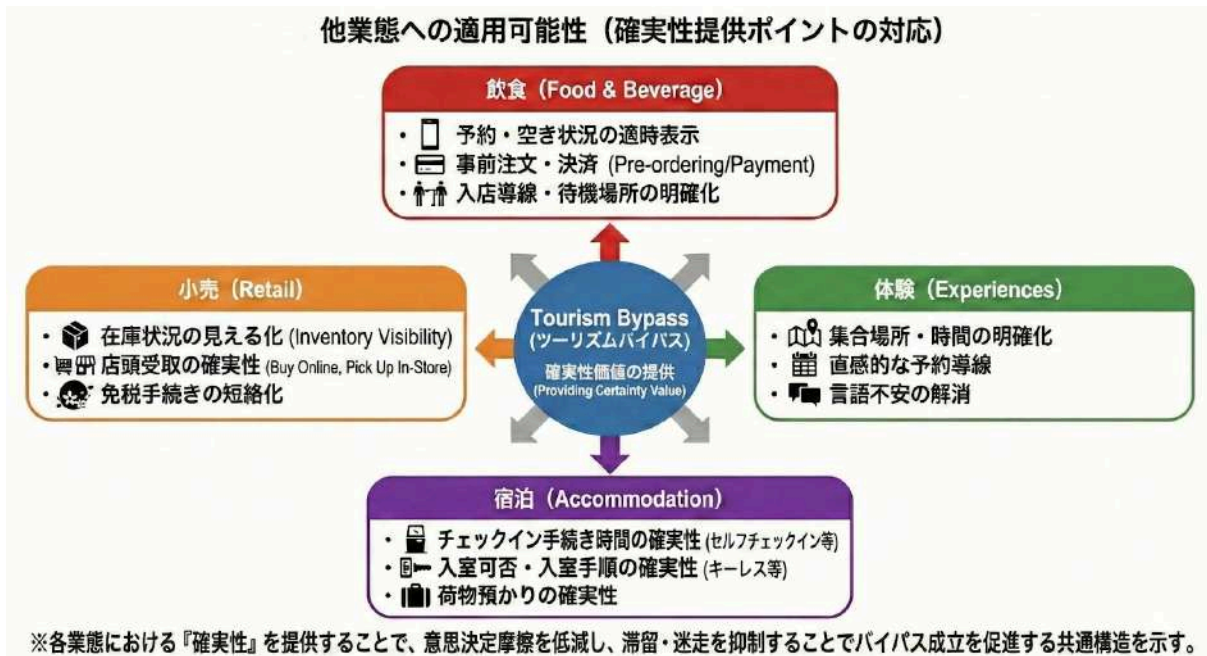 他業態への適用可能性（確実性提供ポイントの対応）
飲食（Food & Beverage）
・ 予約・空き状況の適時表示
・ 事前注文・決済 (Pre-ordering/Payment)
・ 入店導線・待機場所の明確化
小売（Retail）
・ 在庫状況の見える化 (Inventory Visibility)
・ 店頭受取の確実性 (Buy Online, Pick Up In-Store)
・ 免税手続きの短絡化
Tourism Bypass
(ツーリズムバイパス)
確実性価値の提供
(Providing Certainty Value)
体験（Experiences）
・ 集合場所・時間の明確化
・ 直感的な予約導線
・ 言語不安の解消
宿泊（Accommodation）
・ チェックイン手続き時間の確実性 (セルフチェックイン等)
・ 入室可否・入室手順の確実性 (キーレス等)
・ 荷物預かりの確実性
※各業態における『確実性』を提供することで、意思決定摩擦を低減し、滞留・迷走を抑制することでバイパス成立を促進する共通構造を示す。